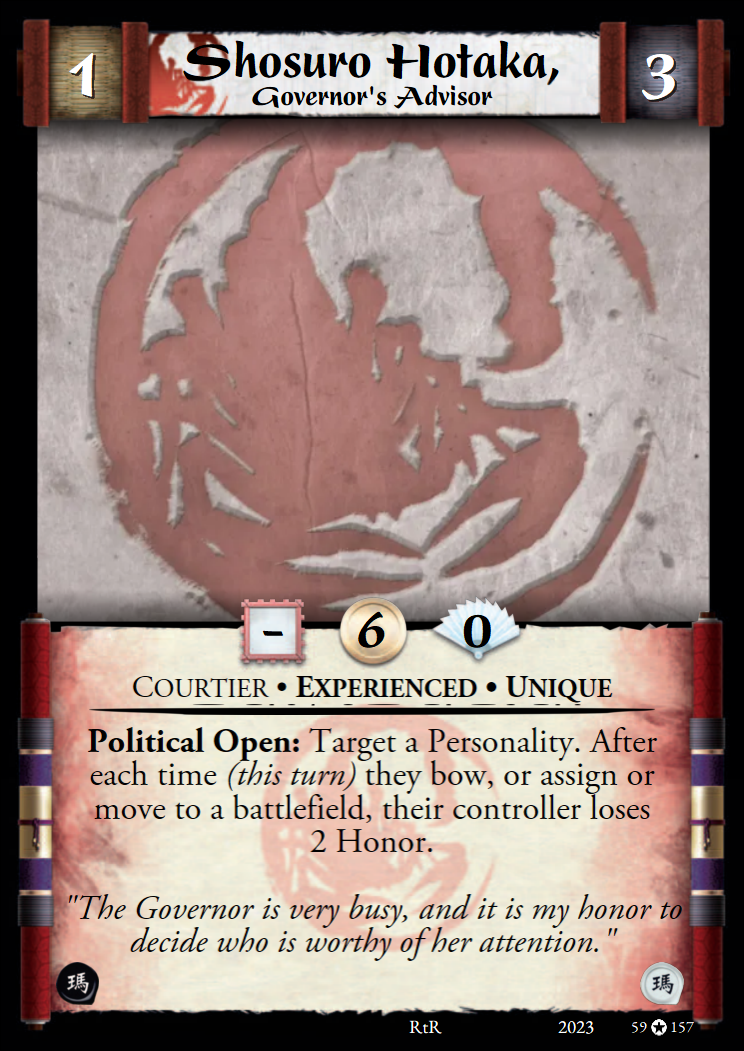 1
Shosuro Hotaka,
Governor's Advisor
3
-
6
0
COURTIER • EXPERIENCED • UNIQUE
Political Open: Target a Personality. After
each time (this turn) they bow, or assign or
move to a battlefield, their controller loses
2 Honor.
"The Governor is very busy, and it is my honor to
decide who is worthy of her attention."
瑪
瑪
RtR 2023 59 ✪ 157